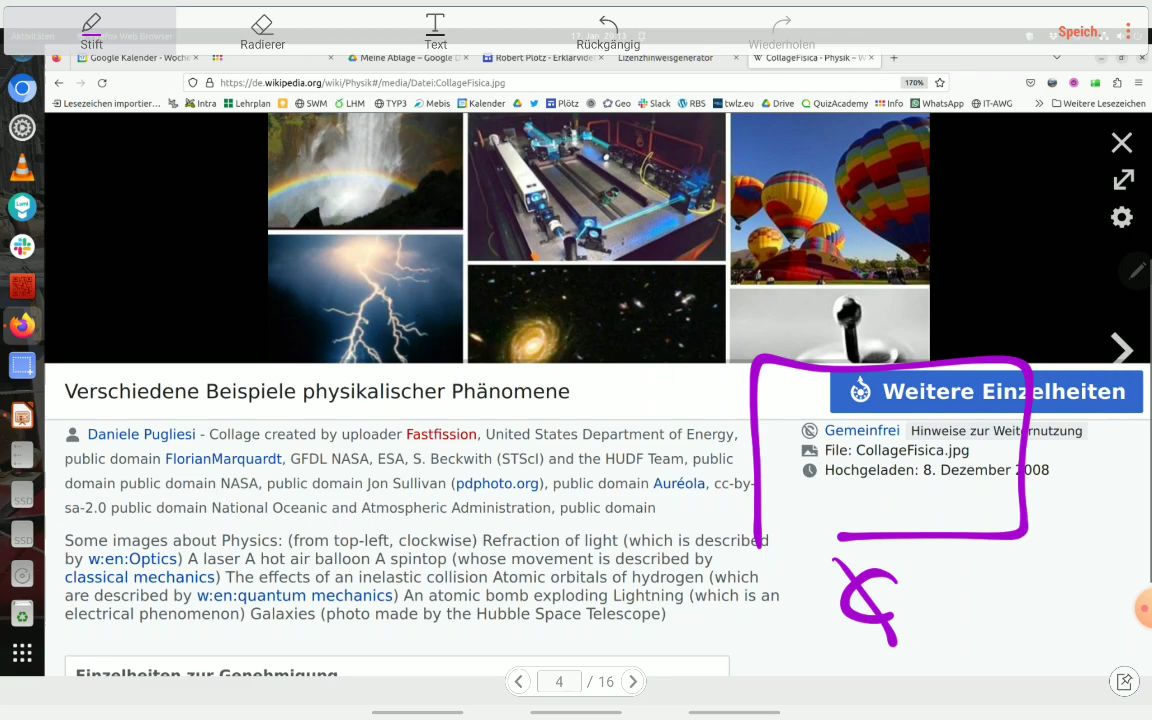 Stift
Radierer
Text
Rückgängig
Wiederholen
Speich.
Google Kalender - Woche
Meine Ablage – Google D
Robert Plötz - Erklärvide
Lizenzhinweisgenerator
W CollageFisica – Physik – W
https://de.wikipedia.org/wiki/Physik#/media/Datei:CollageFisica.jpg
170%
Lesezeichen importier...
Intra
Lehrplan
SWM
LHM
TYP3
Mebis
Kalender
Plötz
Geo
Slack
RBS
twlz.eu
Drive
QuizAcademy
Info
WhatsApp
IT-AWG
Weitere Lesezeichen
Verschiedene Beispiele physikalischer Phänomene
Weitere Einzelheiten
Daniele Pugliesi - Collage created by uploader Fastfission, United States Department of Energy,
public domain FlorianMarquardt, GFDL NASA, ESA, S. Beckwith (STScI) and the HUDF Team, public
domain public domain NASA, public domain Jon Sullivan (pdphoto.org), public domain Auréola, cc-by-
sa-2.0 public domain National Oceanic and Atmospheric Administration, public domain
Gemeinfrei Hinweise zur Weiternutzung
File: CollageFisica.jpg
Hochgeladen: 8. Dezember 2008
Some images about Physics: (from top-left, clockwise) Refraction of light (which is described
by w:en:Optics) A laser A hot air balloon A spintop (whose movement is described by
classical mechanics) The effects of an inelastic collision Atomic orbitals of hydrogen (which
are described by w:en:quantum mechanics) An atomic bomb exploding Lightning (which is an
electrical phenomenon) Galaxies (photo made by the Hubble Space Telescope)
Einzelheiten zur Genehmigung
SSD
SSD
4 / 16